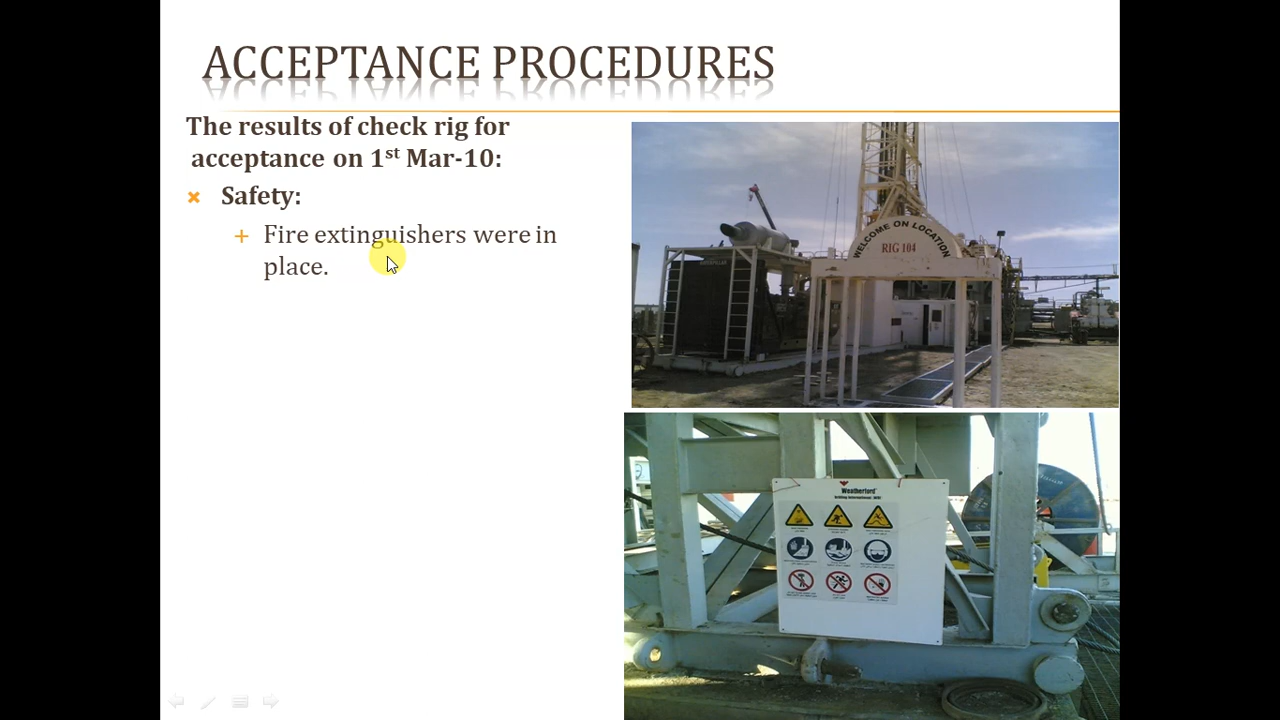 ACCEPTANCE PROCEDURES
The results of check rig for
acceptance on 1st Mar-10:
Safety:
Fire extinguishers were in
place.
WELCOME ON LOCATION
RIG 104
Weatherford